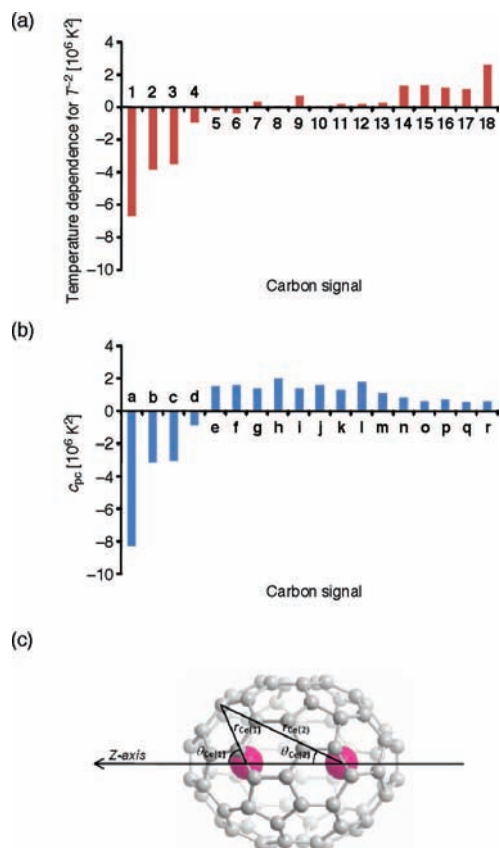 (a)
Temperature dependence for T⁻² [10⁶ K²]
4
2
0
−2
−4
−6
−8
−10
1 2 3 4
5 6 7 8 9 10 11 12 13 14 15 16 17 18
Carbon signal
(b)
c_pc [10⁶ K²]
4
2
0
−2
−4
−6
−8
−10
a b c d
e f g h i j k l m n o p q r
Carbon signal
(c)
r_Ce(1) r_Ce(2)
Z-axis θ_Ce(1) θ_Ce(2)